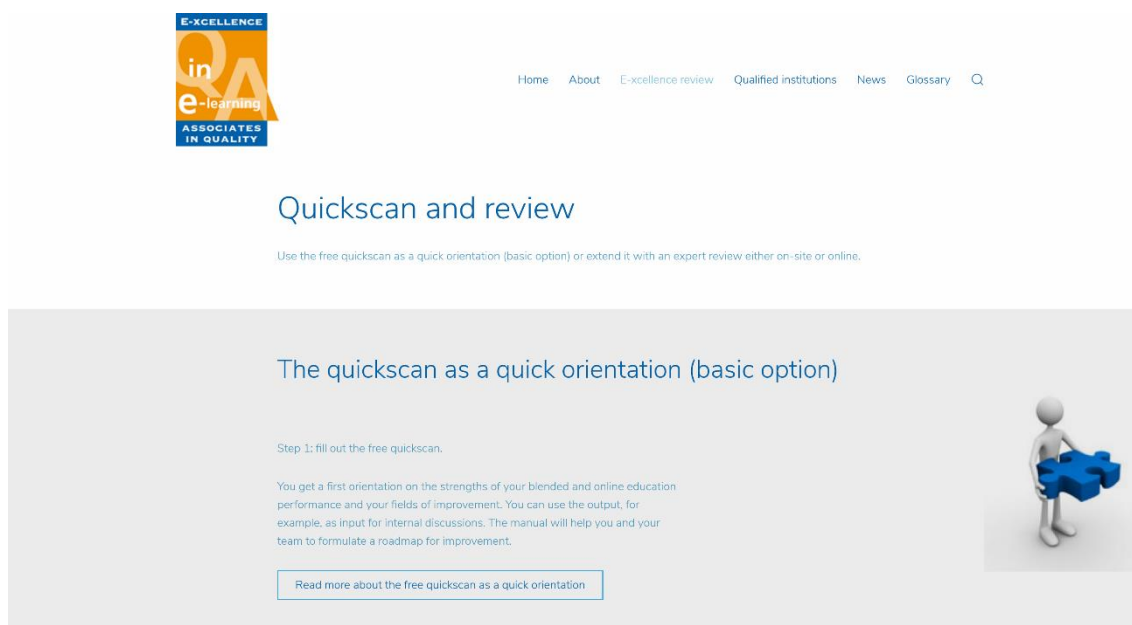 E-XCELLENCE
QA
in
e-learning
ASSOCIATES
IN QUALITY
Home About E-xcellence review Qualified institutions News Glossary
Quickscan and review
Use the free quickscan as a quick orientation (basic option) or extend it with an expert review either on-site or online.
The quickscan as a quick orientation (basic option)
Step 1: fill out the free quickscan.
You get a first orientation on the strengths of your blended and online education
performance and your fields of improvement. You can use the output, for
example, as input for internal discussions. The manual will help you and your
team to formulate a roadmap for improvement.
Read more about the free quickscan as a quick orientation